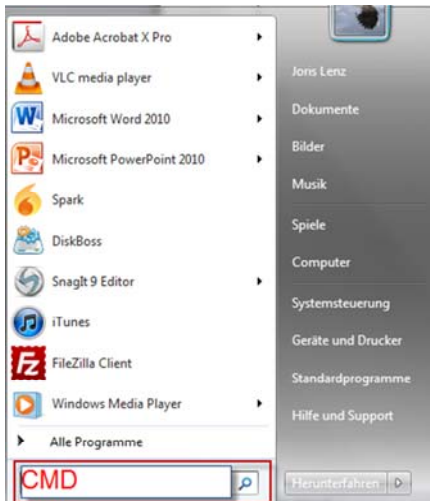 Adobe Acrobat X Pro
VLC media player
Microsoft Word 2010
Microsoft PowerPoint 2010
Spark
DiskBoss
SnagIt 9 Editor
iTunes
FileZilla Client
Windows Media Player
Alle Programme
CMD
Joris Lenz
Dokumente
Bilder
Musik
Spiele
Computer
Systemsteuerung
Geräte und Drucker
Standardprogramme
Hilfe und Support
Herunterfahren